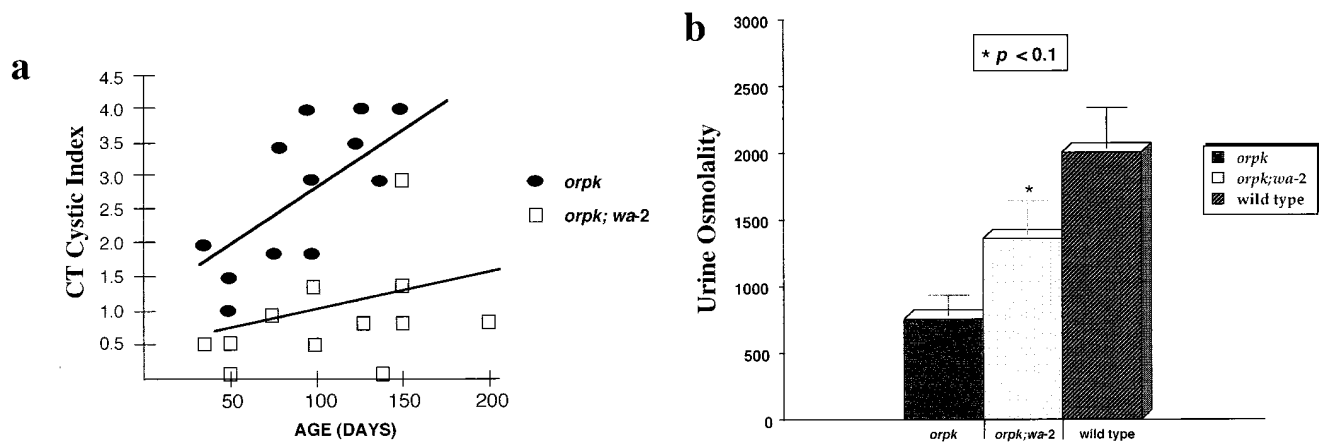 a
CT Cystic Index
4.5
4.0
3.5
3.0
2.5
2.0
1.5
1.0
0.5
50
100
150
200
AGE (DAYS)
orpk
orpk; wa-2
b
Urine Osmolality
3000
2500
2000
1500
1000
500
0
* p < 0.1
*
orpk
orpk;wa-2
wild type
orpk
orpk;wa-2
wild type